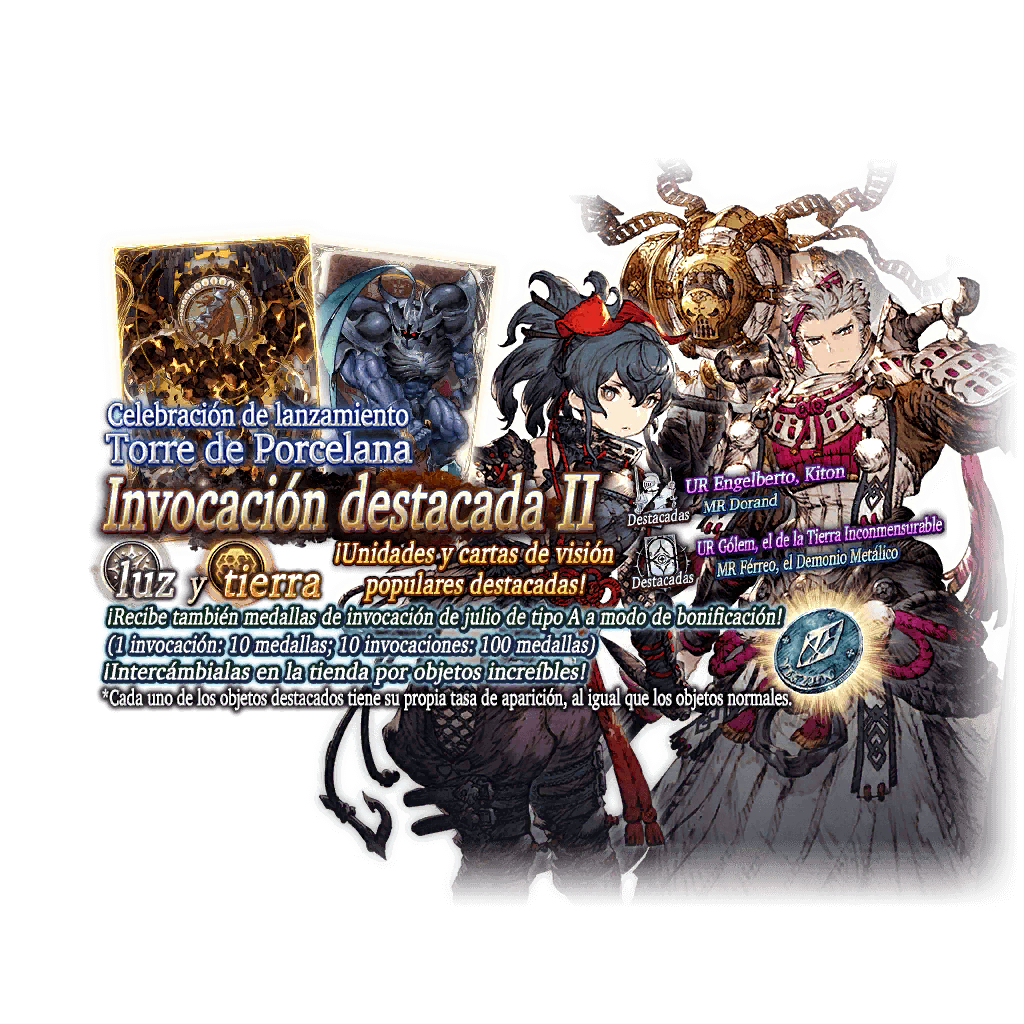 Celebración de lanzamiento
Torre de Porcelana
Invocación destacada II
luz y tierra
¡Unidades y cartas de visión
populares destacadas!
Destacadas
UR Engelberto, Kiton
MR Dorand
Destacadas
UR Gólem, el de la Tierra Inconmensurable
MR Férreo, el Demonio Metálico
¡Recibe también medallas de invocación de julio de tipo A a modo de bonificación!
(1 invocación: 10 medallas; 10 invocaciones: 100 medallas)
¡Intercámbialas en la tienda por objetos increíbles!
*Cada uno de los objetos destacados tiene su propia tasa de aparición, al igual que los objetos normales.